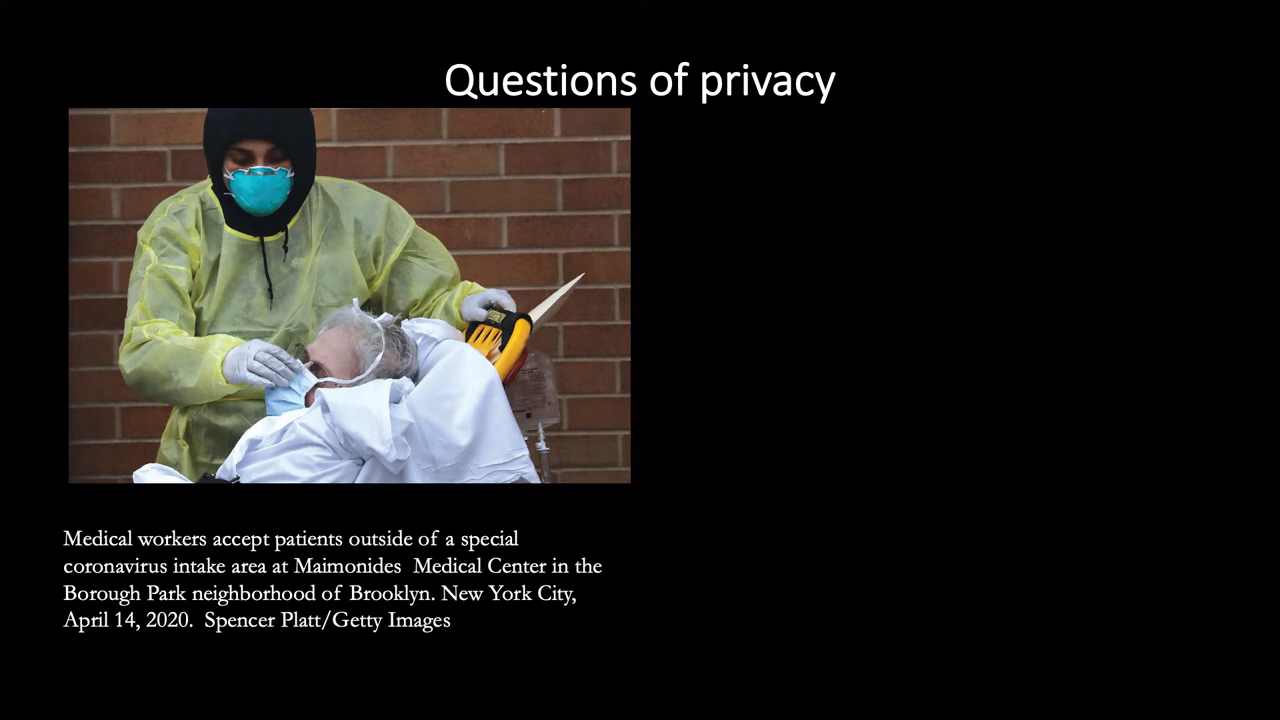 Questions of privacy
Medical workers accept patients outside of a special
coronavirus intake area at Maimonides  Medical Center in the
Borough Park neighborhood of Brooklyn. New York City,
April 14, 2020.  Spencer Platt/Getty Images